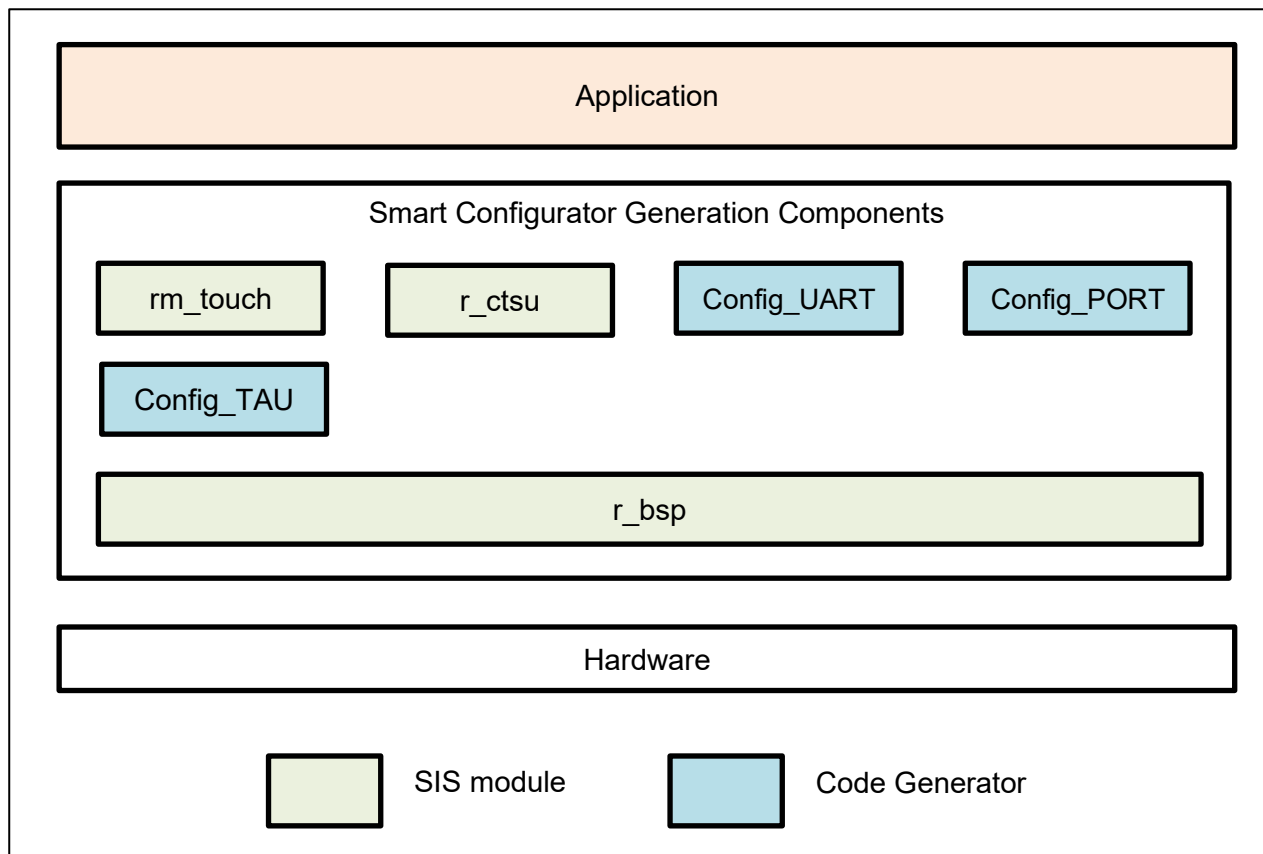 Application
Smart Configurator Generation Components
rm_touch
r_ctsu
Config_UART
Config_PORT
Config_TAU
r_bsp
Hardware
SIS module
Code Generator